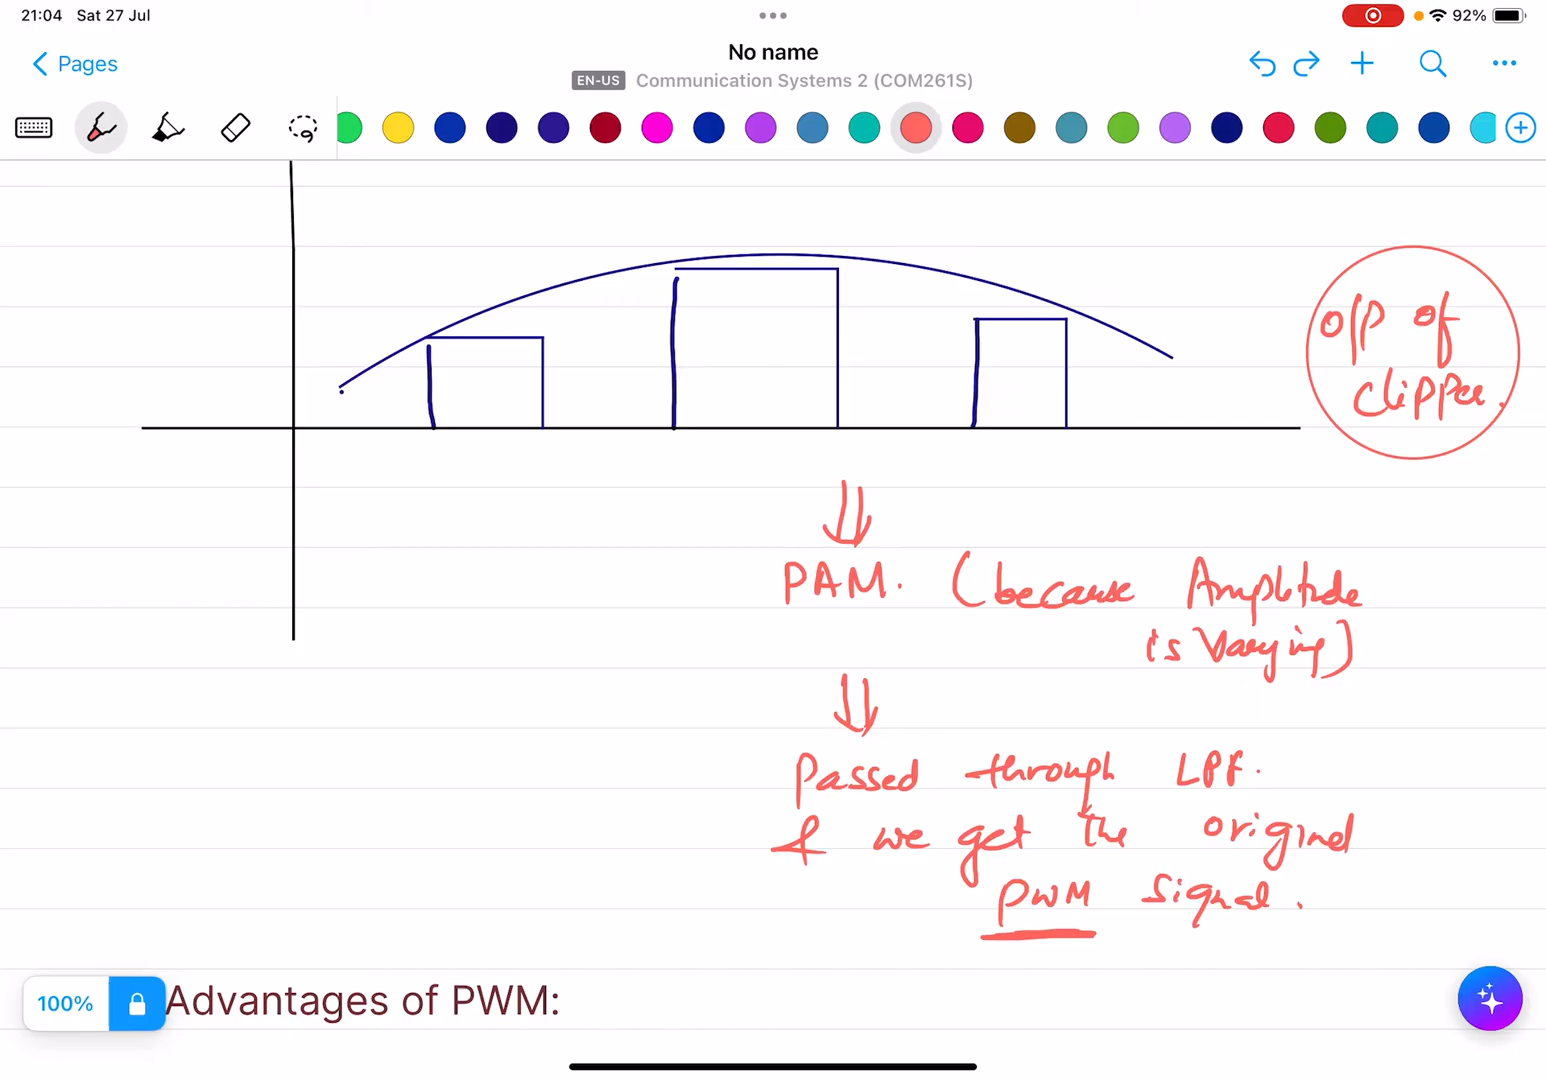 21:04 Sat 27 Jul
92%
Pages
No name
EN-US Communication Systems 2 (COM261S)
O/P of
Clipper.
PAM. (because Amplitude
is varying)
Passed through LPF.
& we get the original
PWM Signal.
100%
Advantages of PWM: